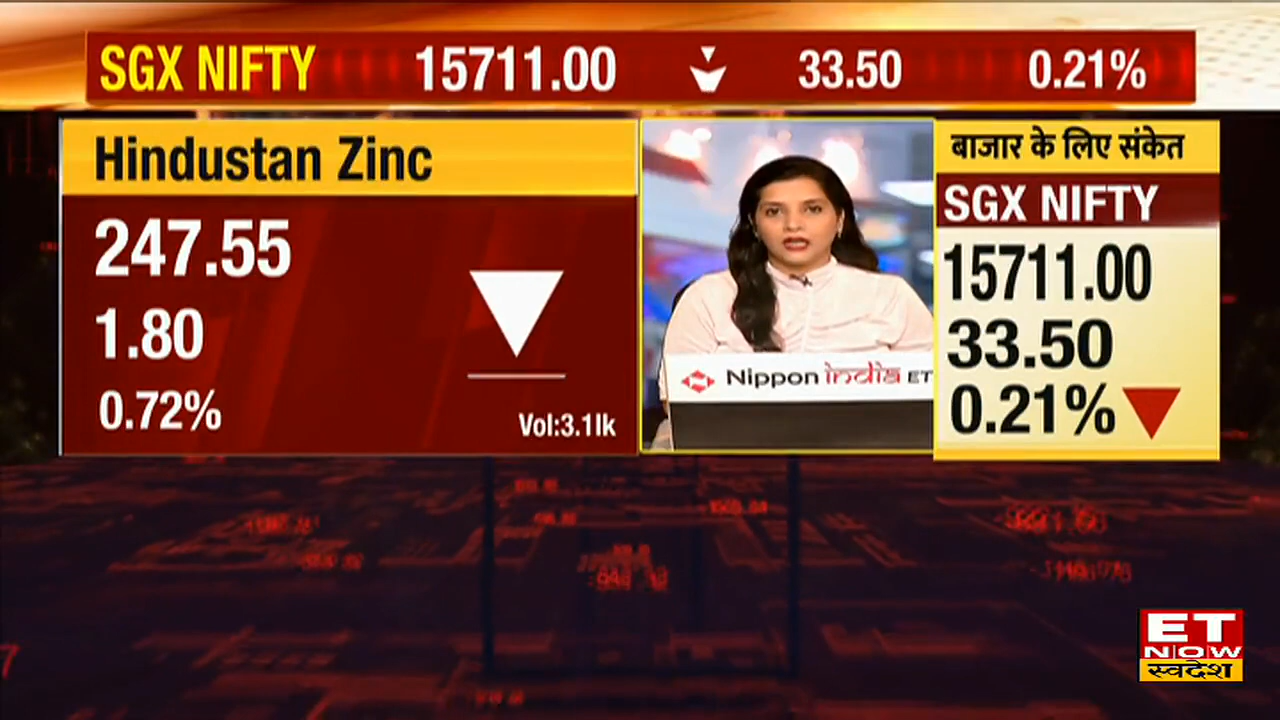 SGX NIFTY 15711.00 33.50 0.21%
Hindustan Zinc
247.55
1.80
0.72%
Vol:3.1lk
Nippon india ET
बाजार के लिए संकेत
SGX NIFTY
15711.00
33.50
0.21%
ET
NOW
स्वदेश